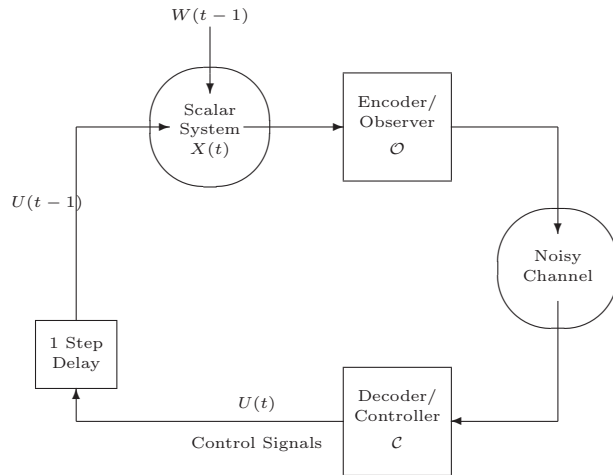 W(t − 1)
Scalar
System
X(t)
Encoder/
Observer
𝒪
U(t − 1)
Noisy
Channel
1 Step
Delay
U(t)
Control Signals
Decoder/
Controller
𝒞